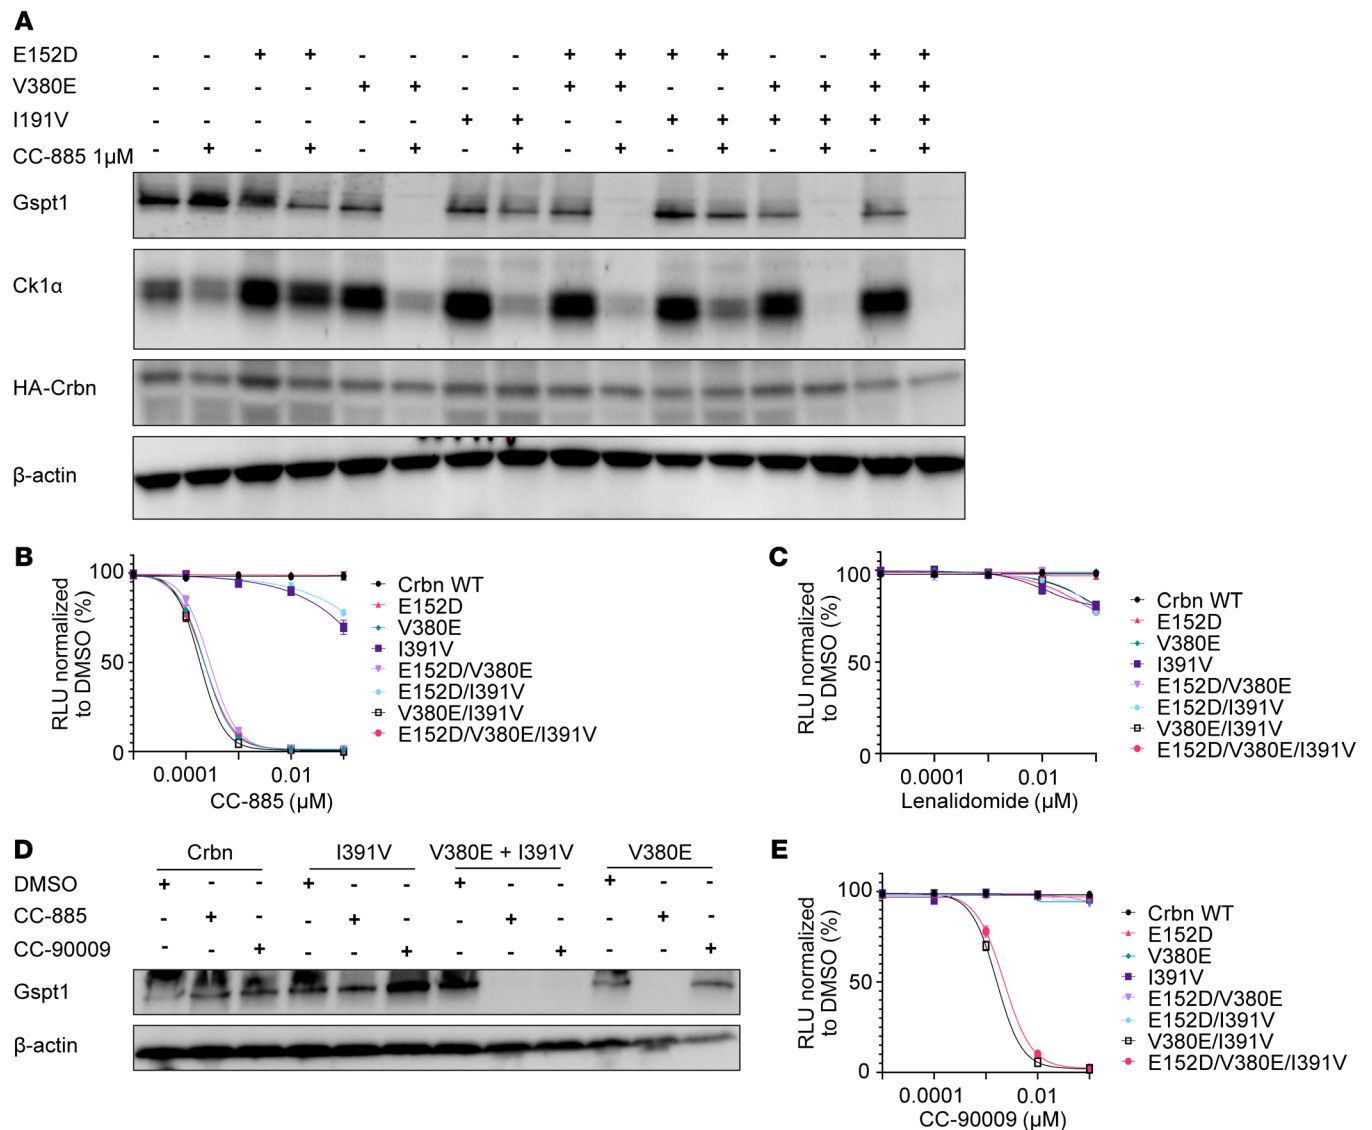 A
E152D - - + + - - - - + + + + - - + +
V380E - - - - + + - - + + - - + + + +
I191V - - - - - - + + - - + + + + + +
CC-885 1µM - + - + - + - + - + - + - + - +
Gspt1
Ck1α
HA-Crbn
β-actin
B
RLU normalized
to DMSO (%)
100
50
0
0.0001 0.01
CC-885 (µM)
Crbn WT
E152D
V380E
I391V
E152D/V380E
E152D/I391V
V380E/I391V
E152D/V380E/I391V
C
RLU normalized
to DMSO (%)
100
50
0
0.0001 0.01
Lenalidomide (µM)
Crbn WT
E152D
V380E
I391V
E152D/V380E
E152D/I391V
V380E/I391V
E152D/V380E/I391V
D
Crbn I391V V380E + I391V V380E
DMSO + - - + - - + - - + - -
CC-885 - + - - + - - + - - + -
CC-90009 - - + - - + - - + - - +
Gspt1
β-actin
E
RLU normalized
to DMSO (%)
100
50
0
0.0001 0.01
CC-90009 (µM)
Crbn WT
E152D
V380E
I391V
E152D/V380E
E152D/I391V
V380E/I391V
E152D/V380E/I391V